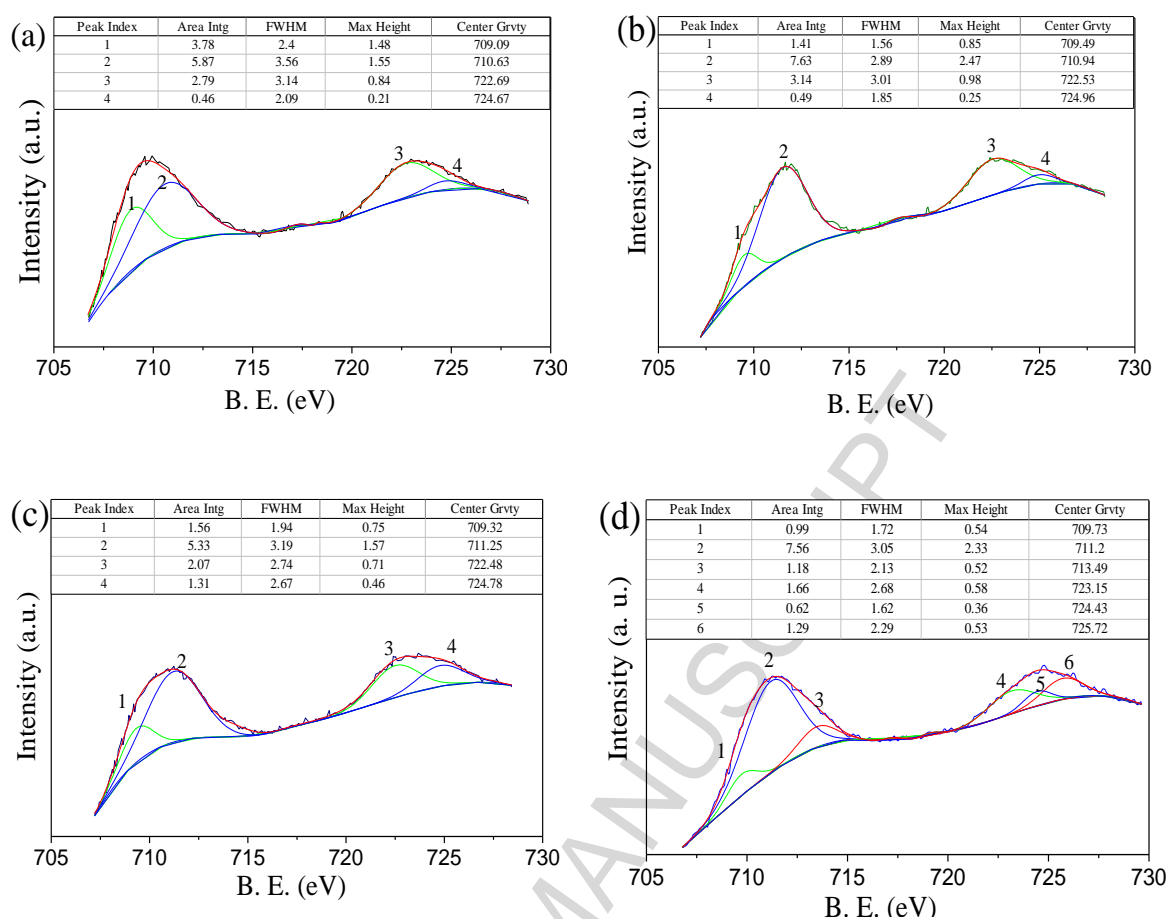 (a)
Peak Index Area Intg FWHM Max Height Center Grvty
1 3.78 2.4 1.48 709.09
2 5.87 3.56 1.55 710.63
3 2.79 3.14 0.84 722.69
4 0.46 2.09 0.21 724.67
Intensity (a.u.)
1 2 3 4
705 710 715 720 725 730
B. E. (eV)
(b)
Peak Index Area Intg FWHM Max Height Center Grvty
1 1.41 1.56 0.85 709.49
2 7.63 2.89 2.47 710.94
3 3.14 3.01 0.98 722.53
4 0.49 1.85 0.25 724.96
Intensity (a.u.)
1 2 3 4
705 710 715 720 725 730
B. E. (eV)
(c)
Peak Index Area Intg FWHM Max Height Center Grvty
1 1.56 1.94 0.75 709.32
2 5.33 3.19 1.57 711.25
3 2.07 2.74 0.71 722.48
4 1.31 2.67 0.46 724.78
Intensity (a.u.)
1 2 3 4
705 710 715 720 725 730
B. E. (eV)
(d)
Peak Index Area Intg FWHM Max Height Center Grvty
1 0.99 1.72 0.54 709.73
2 7.56 3.05 2.33 711.2
3 1.18 2.13 0.52 713.49
4 1.66 2.68 0.58 723.15
5 0.62 1.62 0.36 724.43
6 1.29 2.29 0.53 725.72
Intensity (a. u.)
1 2 3 4 5 6
705 710 715 720 725 730
B. E. (eV)
MANUSCRIPT